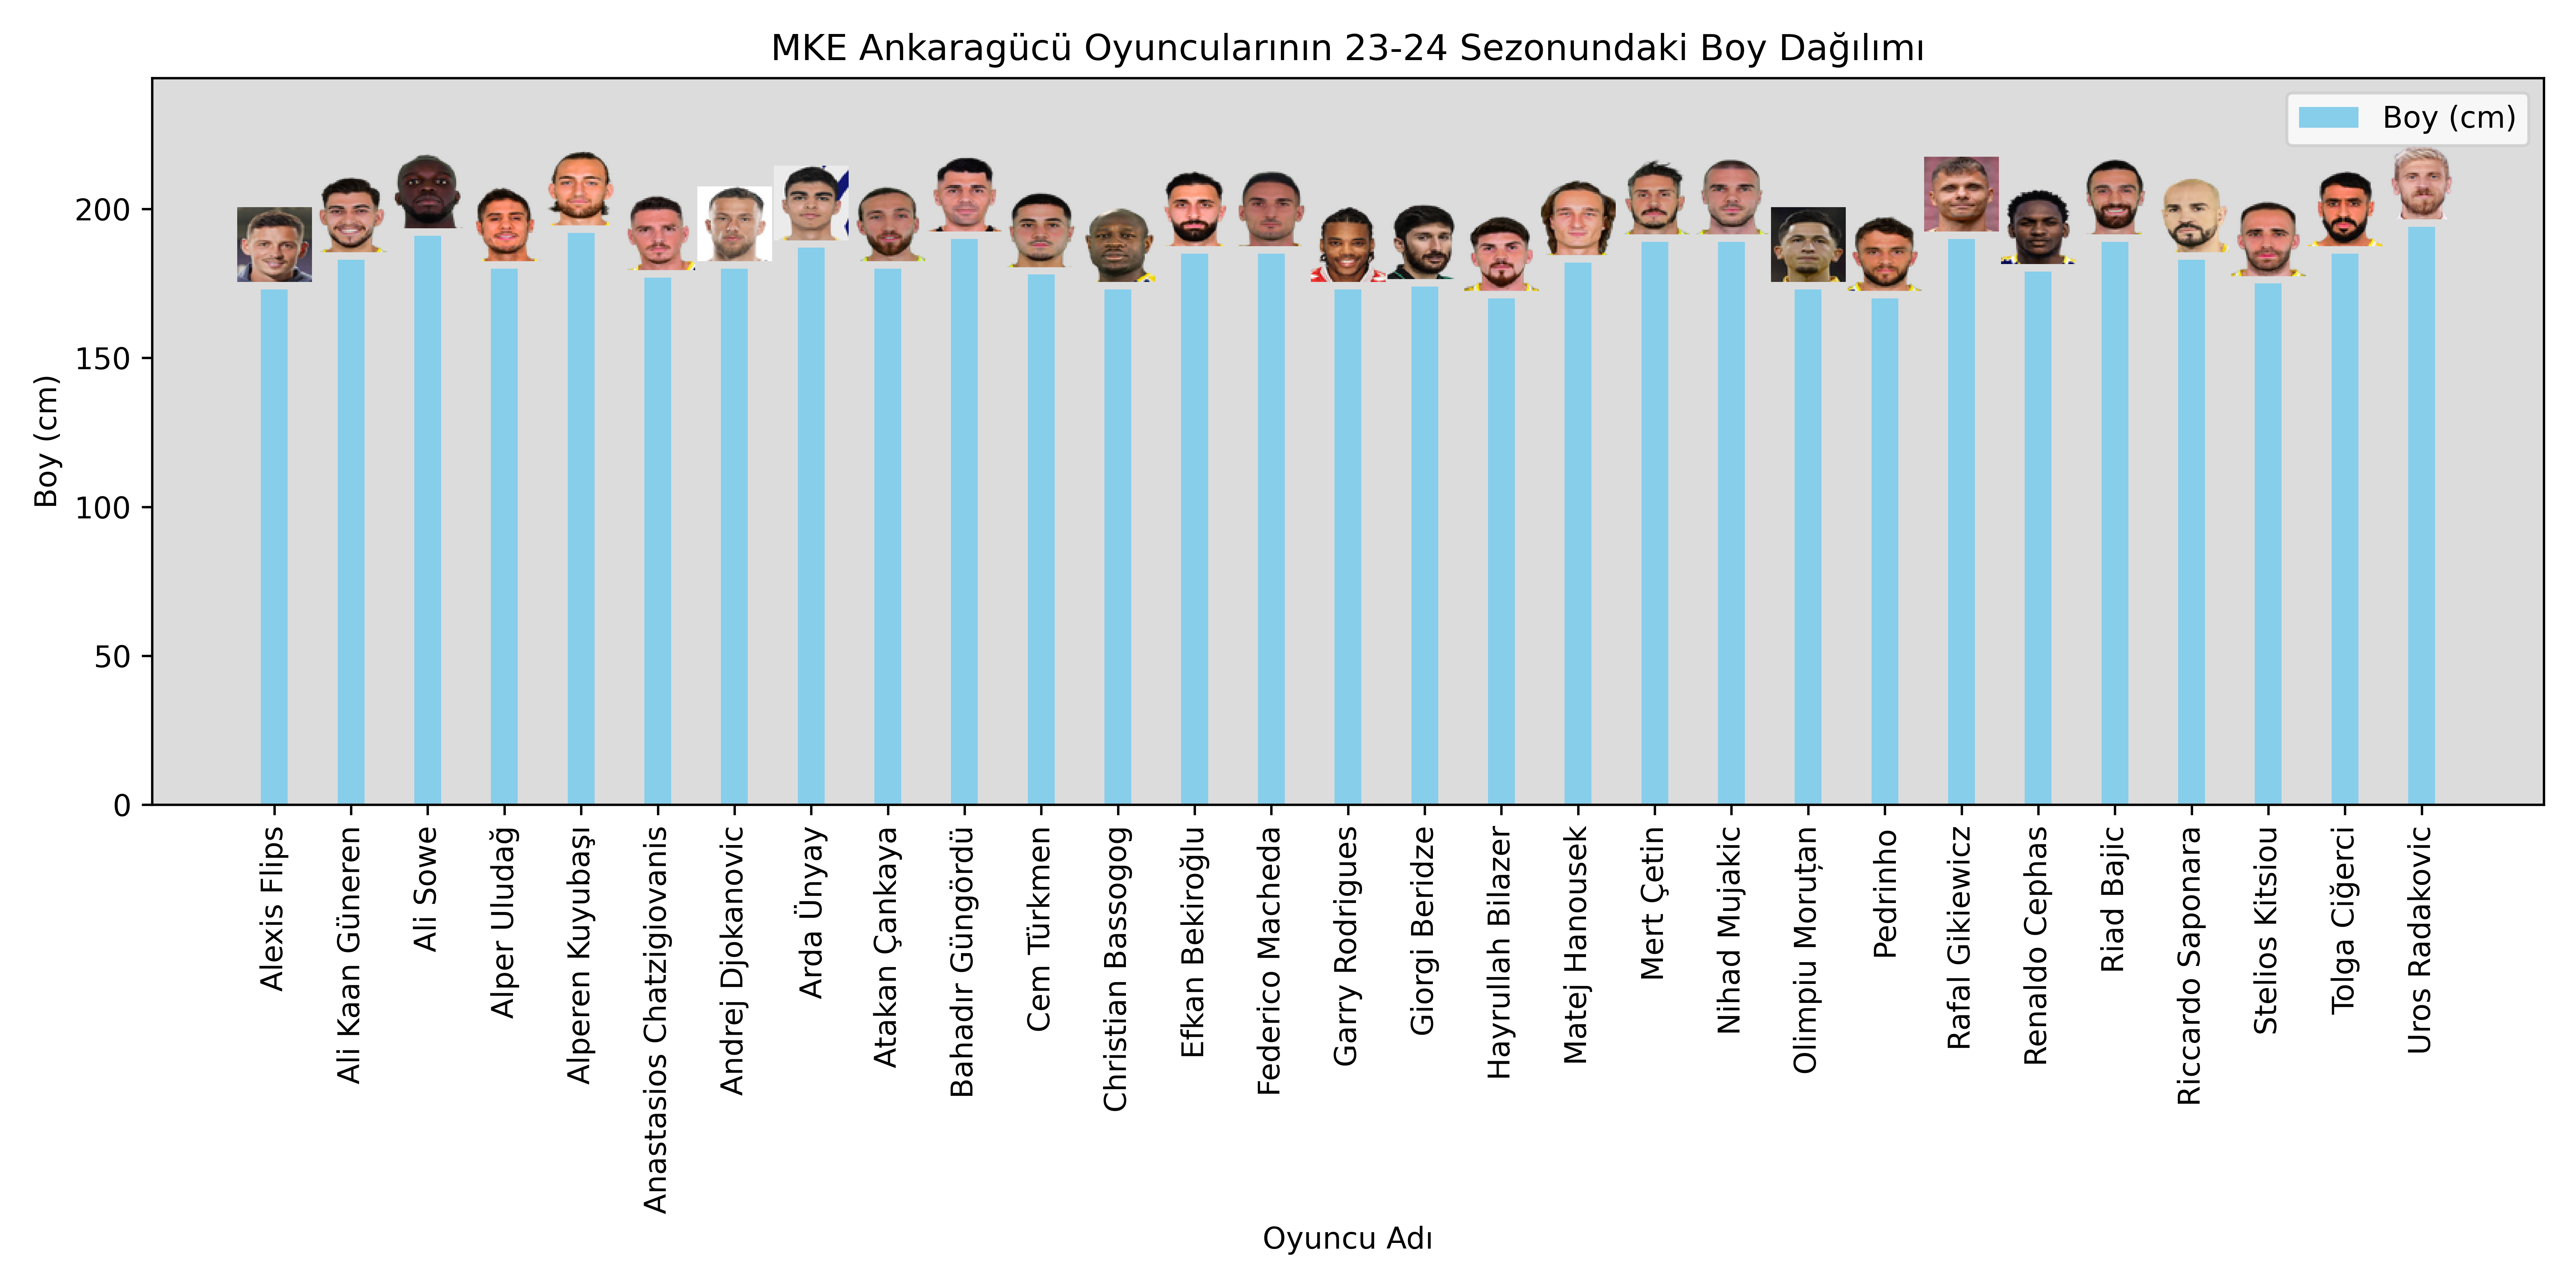 MKE Ankaragücü Oyuncularının 23-24 Sezonundaki Boy Dağılımı
Boy (cm)
Boy (cm)
200
150
100
50
0
Alexis Flips
Ali Kaan Güneren
Ali Sowe
Alper Uludağ
Alperen Kuyubaşı
Anastasios Chatzigiovanis
Andrej Djokanovic
Arda Ünyay
Atakan Çankaya
Bahadır Güngördü
Cem Türkmen
Christian Bassogog
Efkan Bekiroğlu
Federico Macheda
Garry Rodrigues
Giorgi Beridze
Hayrullah Bilazer
Matej Hanousek
Mert Çetin
Nihad Mujakic
Olimpiu Moruțan
Pedrinho
Rafal Gikiewicz
Renaldo Cephas
Riad Bajic
Riccardo Saponara
Stelios Kitsiou
Tolga Ciğerci
Uros Radakovic
Oyuncu Adı